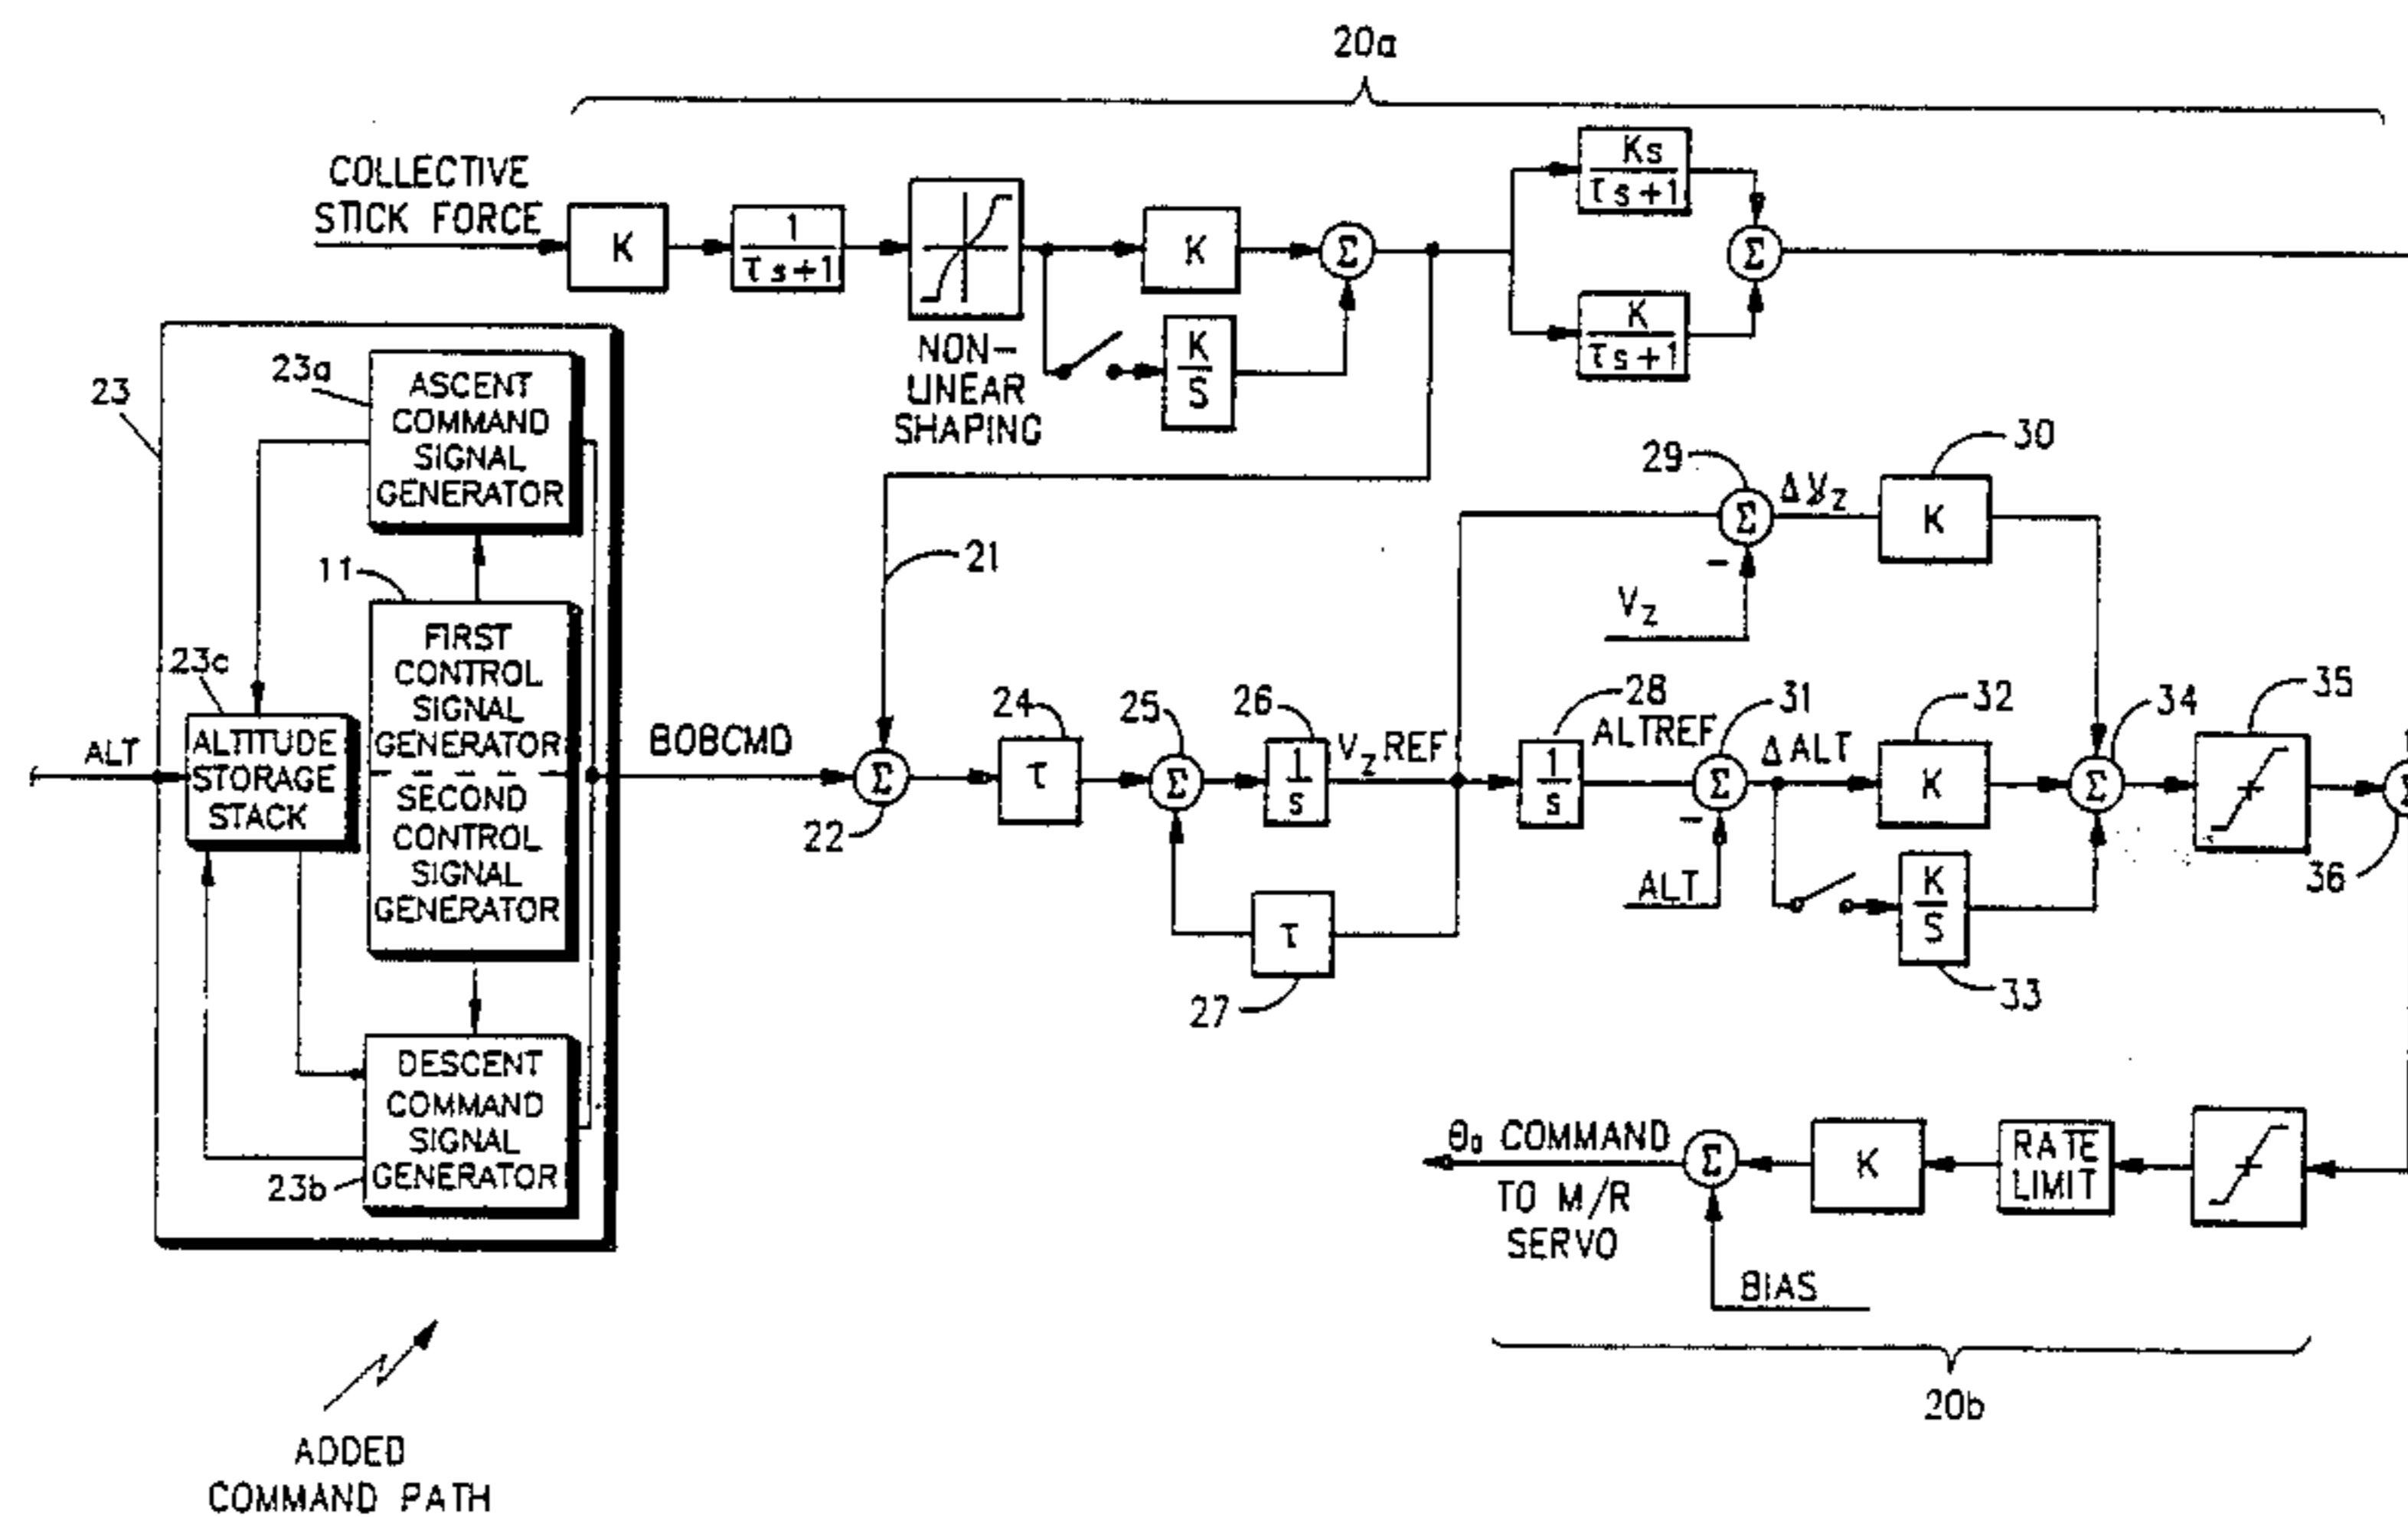 20a
COLLECTIVE
STICK FORCE
K
1
τs+1
NON-
LINEAR
SHAPING
K
K
S
Σ
Ks
τs+1
K
τs+1
Σ
23
23a
ASCENT
COMMAND
SIGNAL
GENERATOR
11
FIRST
CONTROL
SIGNAL
GENERATOR
SECOND
CONTROL
SIGNAL
GENERATOR
23c
ALT
ALTITUDE
STORAGE
STACK
DESCENT
COMMAND
SIGNAL
GENERATOR
23b
BOBCMD
21
Σ
22
24
τ
25
Σ
26
1
s
VZ REF
τ
27
29
Σ
-
VZ
ΔVZ
30
K
28
1
s
ALTREF
31
Σ
-
ALT
Δ ALT
32
K
K
S
33
34
Σ
35
36
Θ0 COMMAND
TO M/R
SERVO
Σ
BIAS
K
RATE
LIMIT
20b
ADDED
COMMAND PATH